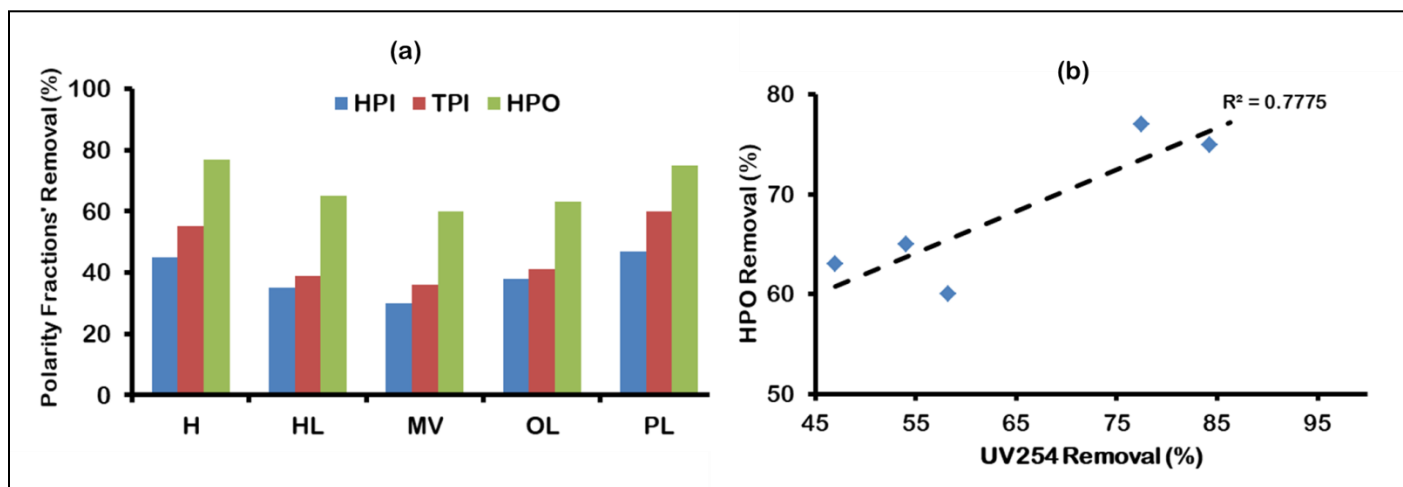 (a)
Polarity Fractions' Removal (%)
100
80
60
40
20
0
HPI TPI HPO
H HL MV OL PL
(b)
HPO Removal (%)
80
70
60
50
R² = 0.7775
45 55 65 75 85 95
UV254 Removal (%)